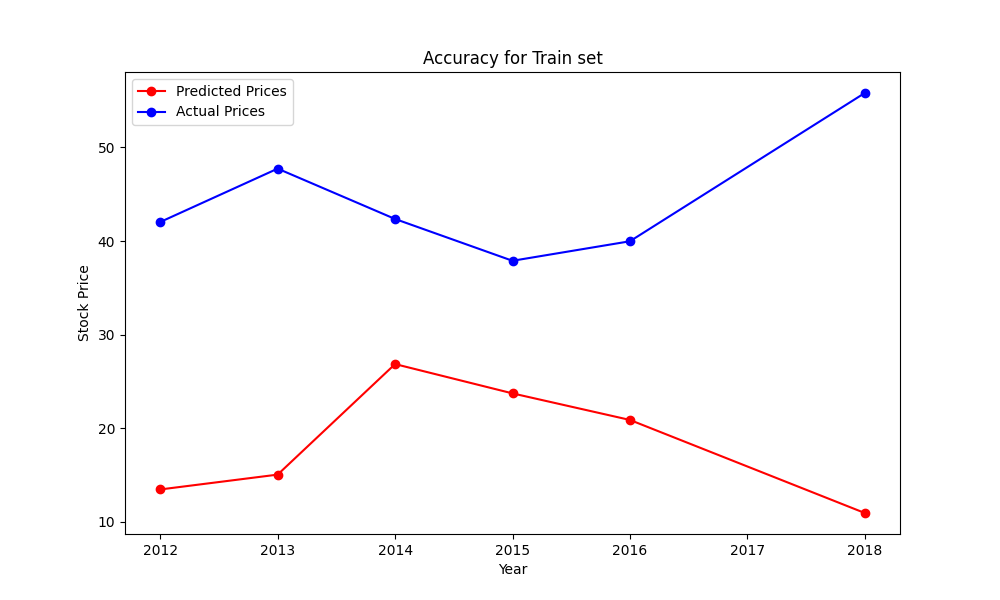 Accuracy for Train set
Predicted Prices
Actual Prices
50
40
30
20
10
Stock Price
2012 2013 2014 2015 2016 2017 2018
Year